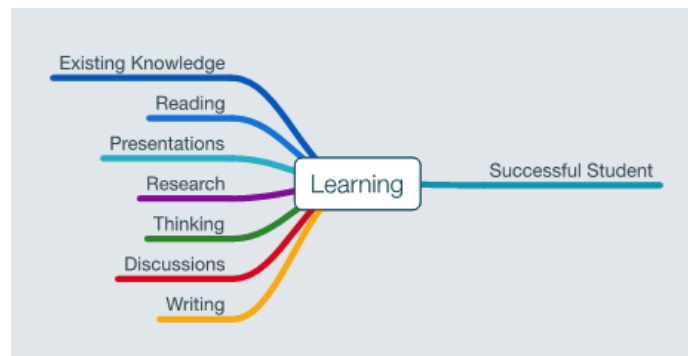 Existing Knowledge
Reading
Presentations
Research
Thinking
Discussions
Writing
Learning
Successful Student